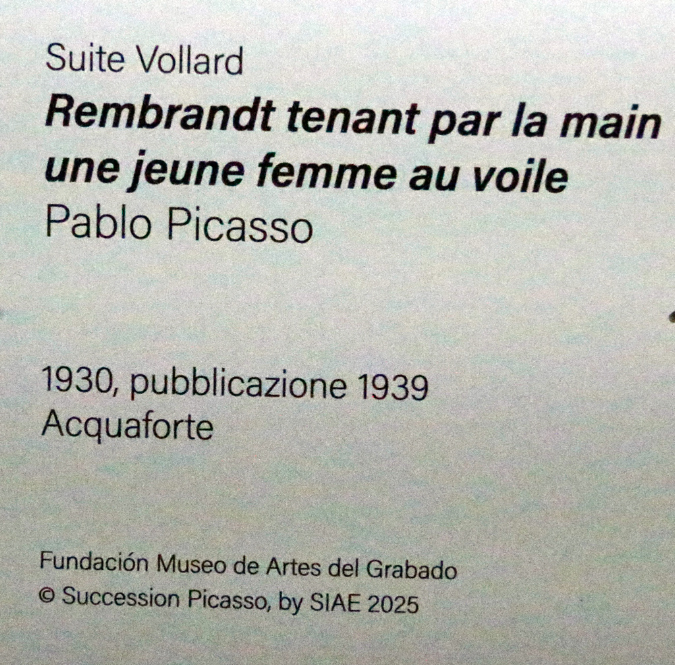 Suite Vollard
Rembrandt tenant par la main
une jeune femme au voile
Pablo Picasso
1930, pubblicazione 1939
Acquaforte
Fundación Museo de Artes del Grabado
© Succession Picasso, by SIAE 2025